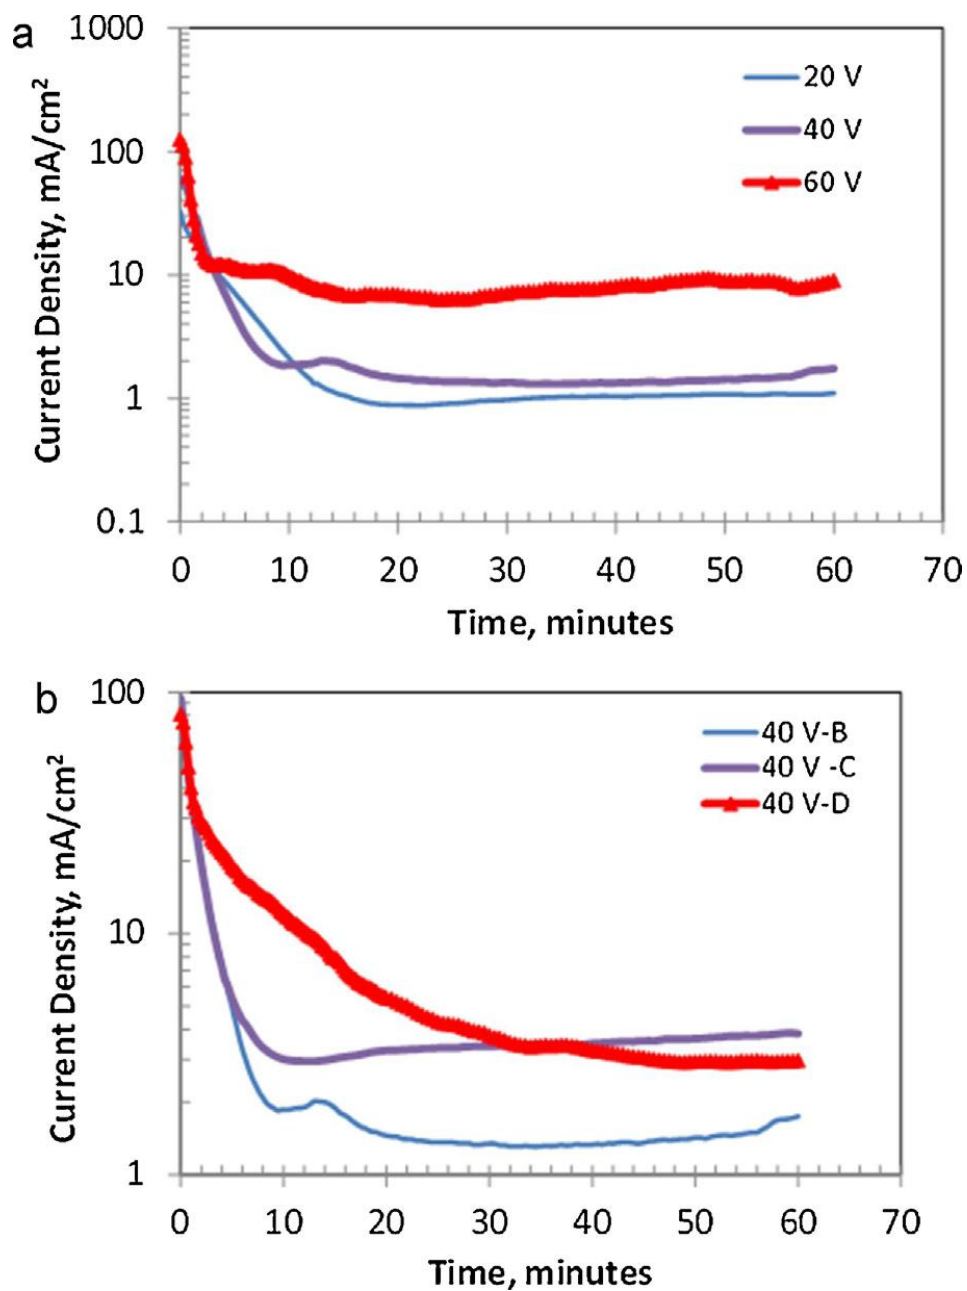 a
1000
100
10
1
0.1
Current Density, mA/cm²
20 V
40 V
60 V
0 10 20 30 40 50 60 70
Time, minutes
b
100
10
1
Current Density, mA/cm²
40 V-B
40 V -C
40 V-D
0 10 20 30 40 50 60 70
Time, minutes